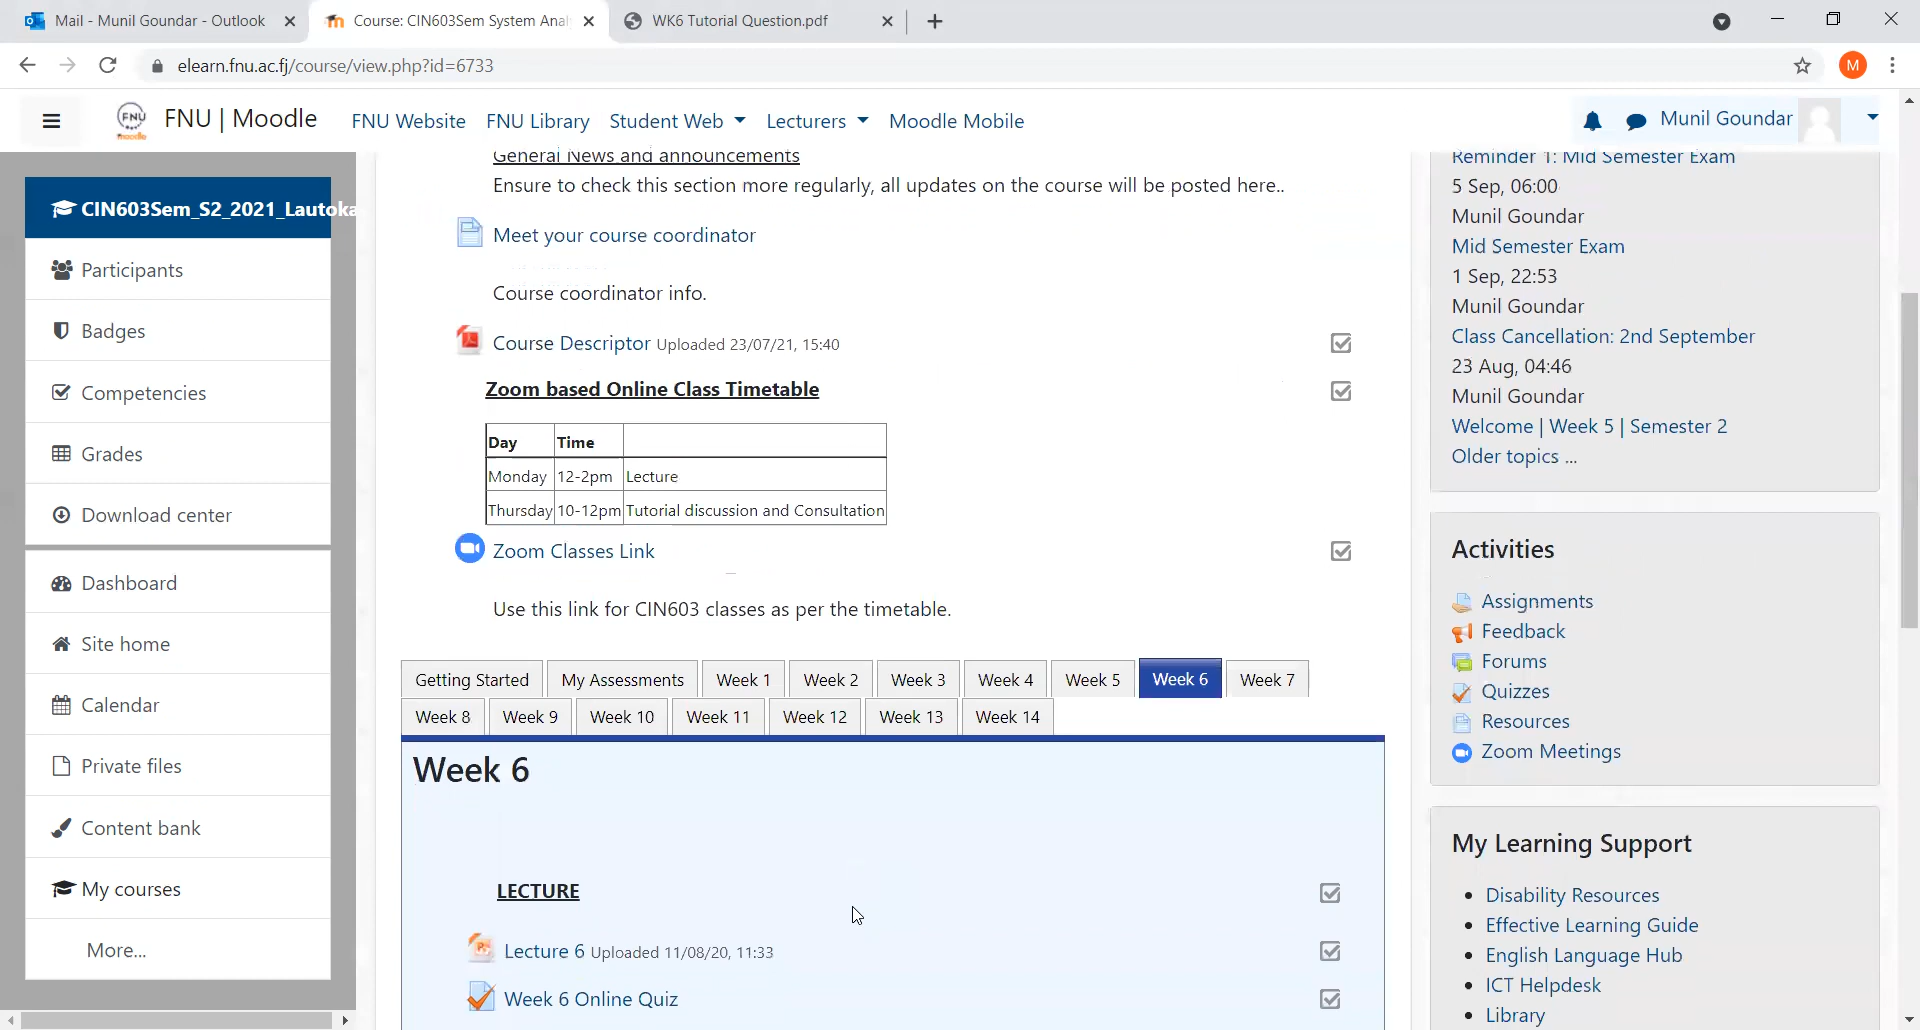 Mail - Munil Goundar - Outlook
Course: CIN603Sem System Anal
WK6 Tutorial Question.pdf
elearn.fnu.ac.fj/course/view.php?id=6733
M
FNU moodle
FNU | Moodle
FNU Website
FNU Library
Student Web
Lecturers
Moodle Mobile
Munil Goundar
CIN603Sem_S2_2021_Lautoka
Participants
Badges
Competencies
Grades
Download center
Dashboard
Site home
Calendar
Private files
Content bank
My courses
More...
General News and announcements
Ensure to check this section more regularly, all updates on the course will be posted here..
Meet your course coordinator
Course coordinator info.
Course Descriptor Uploaded 23/07/21, 15:40
Zoom based Online Class Timetable
Day Time
Monday 12-2pm Lecture
Thursday 10-12pm Tutorial discussion and Consultation
Zoom Classes Link
Use this link for CIN603 classes as per the timetable.
Getting Started My Assessments Week 1 Week 2 Week 3 Week 4 Week 5 Week 6 Week 7
Week 8 Week 9 Week 10 Week 11 Week 12 Week 13 Week 14
Week 6
LECTURE
Lecture 6 Uploaded 11/08/20, 11:33
Week 6 Online Quiz
Reminder 1: Mid Semester Exam
5 Sep, 06:00
Munil Goundar
Mid Semester Exam
1 Sep, 22:53
Munil Goundar
Class Cancellation: 2nd September
23 Aug, 04:46
Munil Goundar
Welcome | Week 5 | Semester 2
Older topics ...
Activities
Assignments
Feedback
Forums
Quizzes
Resources
Zoom Meetings
My Learning Support
Disability Resources
Effective Learning Guide
English Language Hub
ICT Helpdesk
Library